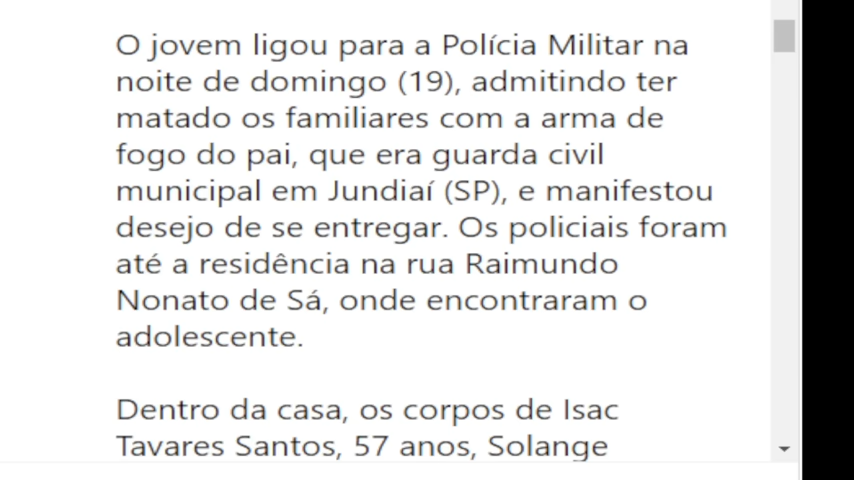 O jovem ligou para a Polícia Militar na
noite de domingo (19), admitindo ter
matado os familiares com a arma de
fogo do pai, que era guarda civil
municipal em Jundiaí (SP), e manifestou
desejo de se entregar. Os policiais foram
até a residência na rua Raimundo
Nonato de Sá, onde encontraram o
adolescente.
Dentro da casa, os corpos de Isac
Tavares Santos, 57 anos, Solange